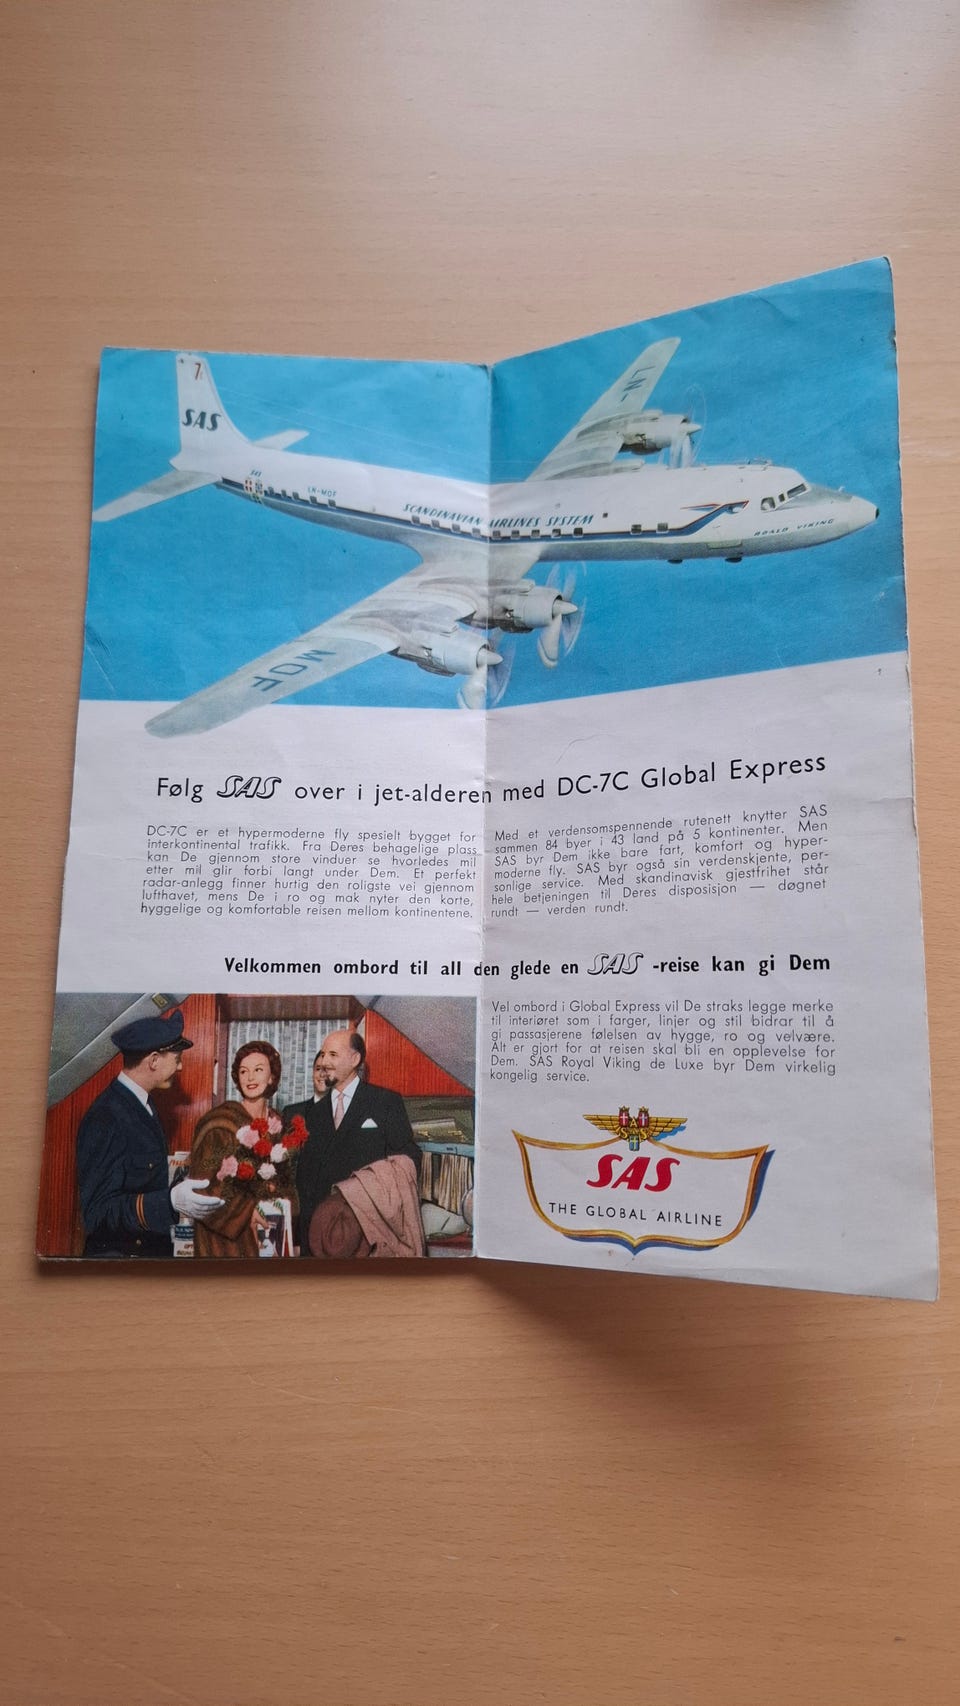 7c
SAS
SAS
LN-MOF
SCANDINAVIAN AIRLINES SYSTEM
LN-
ROALD VIKING
MOF
Følg SAS over i jet-alderen med DC-7C Global Express
DC-7C er et hypermoderne fly spesielt bygget for
interkontinental trafikk. Fra Deres behagelige plass
kan De gjennom store vinduer se hvorledes mil
etter mil glir forbi langt under Dem. Et perfekt
radar-anlegg finner hurtig den roligste vei gjennom
lufthavet, mens De i ro og mak nyter den korte,
hyggelige og komfortable reisen mellom kontinentene.
Med et verdensomspennende rutenett knytter SAS
sammen 84 byer i 43 land på 5 kontinenter. Men
SAS byr Dem ikke bare fart, komfort og hyper-
moderne fly. SAS byr også sin verdenskjente, per-
sonlige service. Med skandinavisk gjestfrihet står
hele betjeningen til Deres disposisjon — døgnet
rundt — verden rundt.
Velkommen ombord til all den glede en SAS -reise kan gi Dem
Vel ombord i Global Express vil De straks legge merke
til interiøret som i farger, linjer og stil bidrar til å
gi passasjerene følelsen av hygge, ro og velvære.
Alt er gjort for at reisen skal bli en opplevelse for
Dem. SAS Royal Viking de Luxe byr Dem virkelig
kongelig service.
SAS
SAS
THE GLOBAL AIRLINE